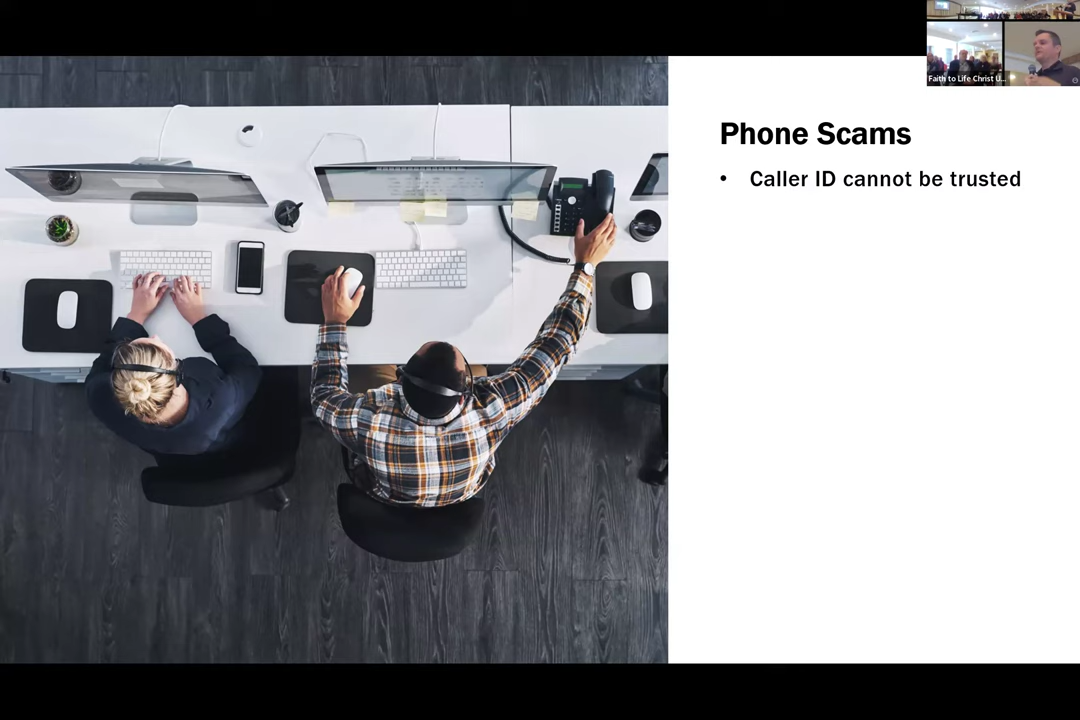 Faith to Life Christ U...
Phone Scams
• Caller ID cannot be trusted